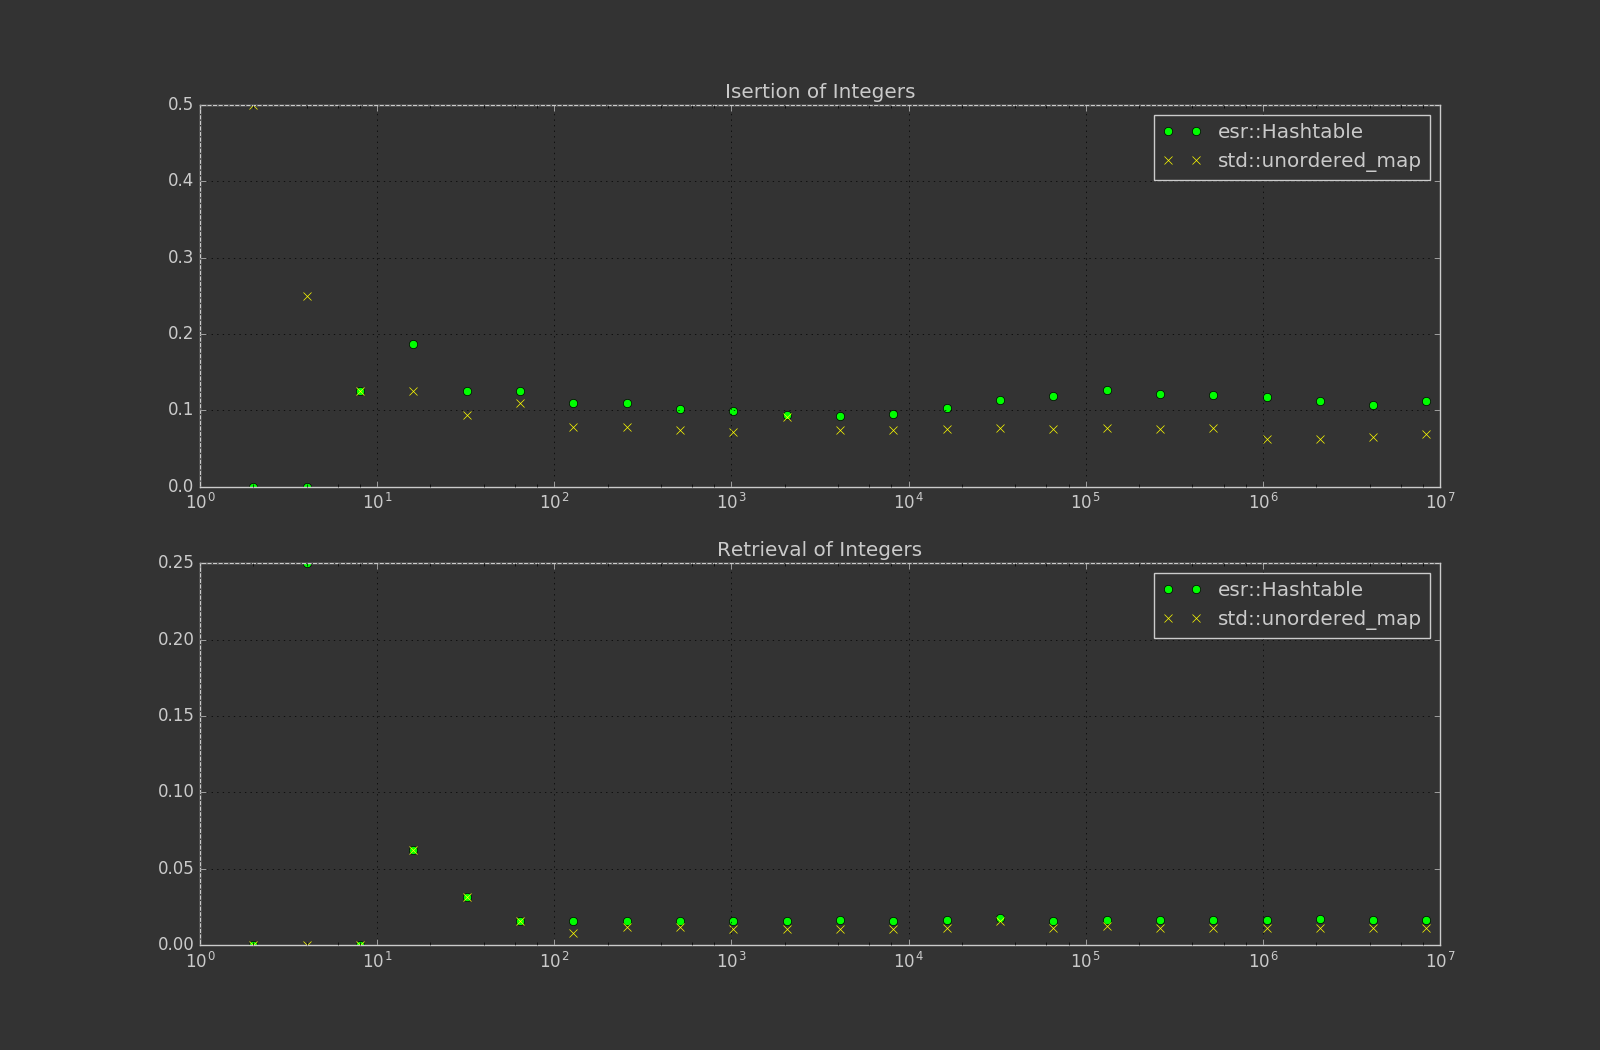 Isertion of Integers
0.5
0.4
0.3
0.2
0.1
0.0
esr::Hashtable
std::unordered_map
10^0 10^1 10^2 10^3 10^4 10^5 10^6 10^7
Retrieval of Integers
0.25
0.20
0.15
0.10
0.05
0.00
esr::Hashtable
std::unordered_map
10^0 10^1 10^2 10^3 10^4 10^5 10^6 10^7